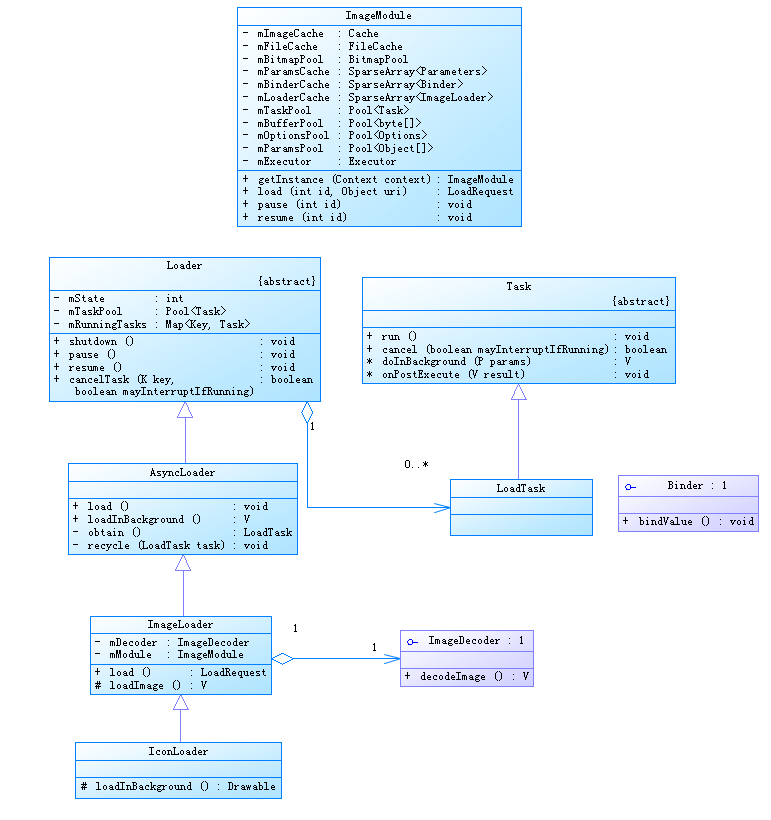 ImageModule
- mImageCache : Cache
- mFileCache : FileCache
- mBitmapPool : BitmapPool
- mParamsCache : SparseArray<Parameters>
- mBinderCache : SparseArray<Binder>
- mLoaderCache : SparseArray<ImageLoader>
- mTaskPool : Pool<Task>
- mBufferPool : Pool<byte[]>
- mOptionsPool : Pool<Options>
- mParamsPool : Pool<Object[]>
- mExecutor : Executor
+ getInstance (Context context) : ImageModule
+ load (int id, Object uri) : LoadRequest
+ pause (int id) : void
+ resume (int id) : void
Loader
{abstract}
- mState : int
- mTaskPool : Pool<Task>
- mRunningTasks : Map<Key, Task>
+ shutdown () : void
+ pause () : void
+ resume () : void
+ cancelTask (K key, : boolean
boolean mayInterruptIfRunning)
Task
{abstract}
+ run () : void
+ cancel (boolean mayInterruptIfRunning) : boolean
* doInBackground (P params) : V
* onPostExecute (V result) : void
1
0..*
AsyncLoader
+ load () : void
+ loadInBackground () : V
- obtain () : LoadTask
- recycle (LoadTask task) : void
LoadTask
Binder : 1
+ bindValue () : void
ImageLoader
- mDecoder : ImageDecoder
- mModule : ImageModule
+ load () : LoadRequest
# loadImage () : V
1
1
ImageDecoder : 1
+ decodeImage () : V
IconLoader
# loadInBackground () : Drawable